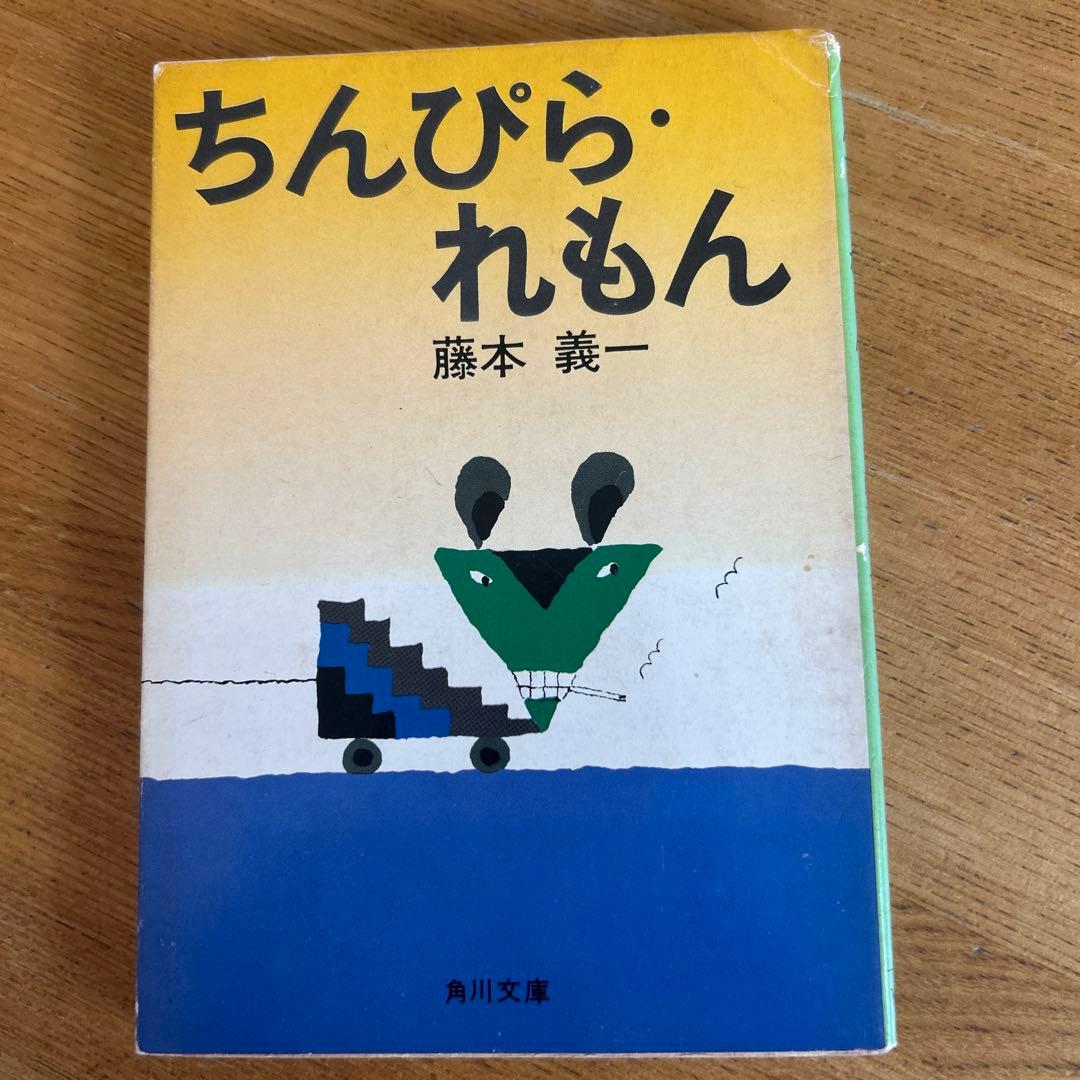 ちんぴら・
れもん
藤本 義一
角川文庫